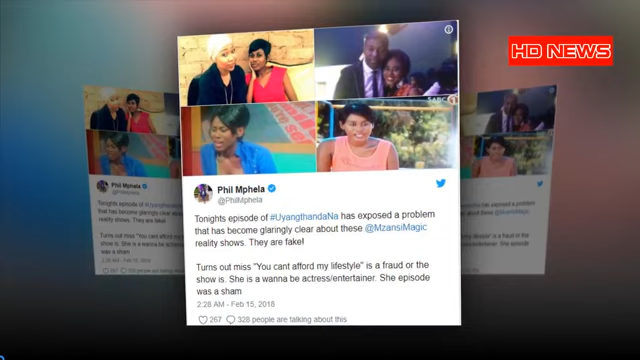 HD NEWS
SABC 1
Phil Mphela
@PhilMphela
Tonights episode of #UyangthandaNa has exposed a problem
that has become glaringly clear about these @MzansiMagic
reality shows. They are fake!
Turns out miss "You cant afford my lifestyle" is a fraud or the
show is. She is a wanna be actress/entertainer. She episode
was a sham
2:28 AM - Feb 15, 2018
267 328 people are talking about this